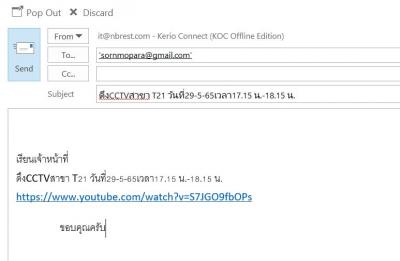 Pop Out Discard
From it@nbrest.com - Kerio Connect (KOC Offline Edition)
To... 'sornmopara@gmail.com'
Cc...
Send
Subject ดึงCCTVสาขา T21 วันที่29-5-65เวลา17.15 น.-18.15 น.
เรียนเจ้าหน้าที่
ดึงCCTVสาขา T21 วันที่29-5-65เวลา17.15 น.-18.15 น.
https://www.youtube.com/watch?v=S7JGO9fbOPs
ขอบคุณครับ